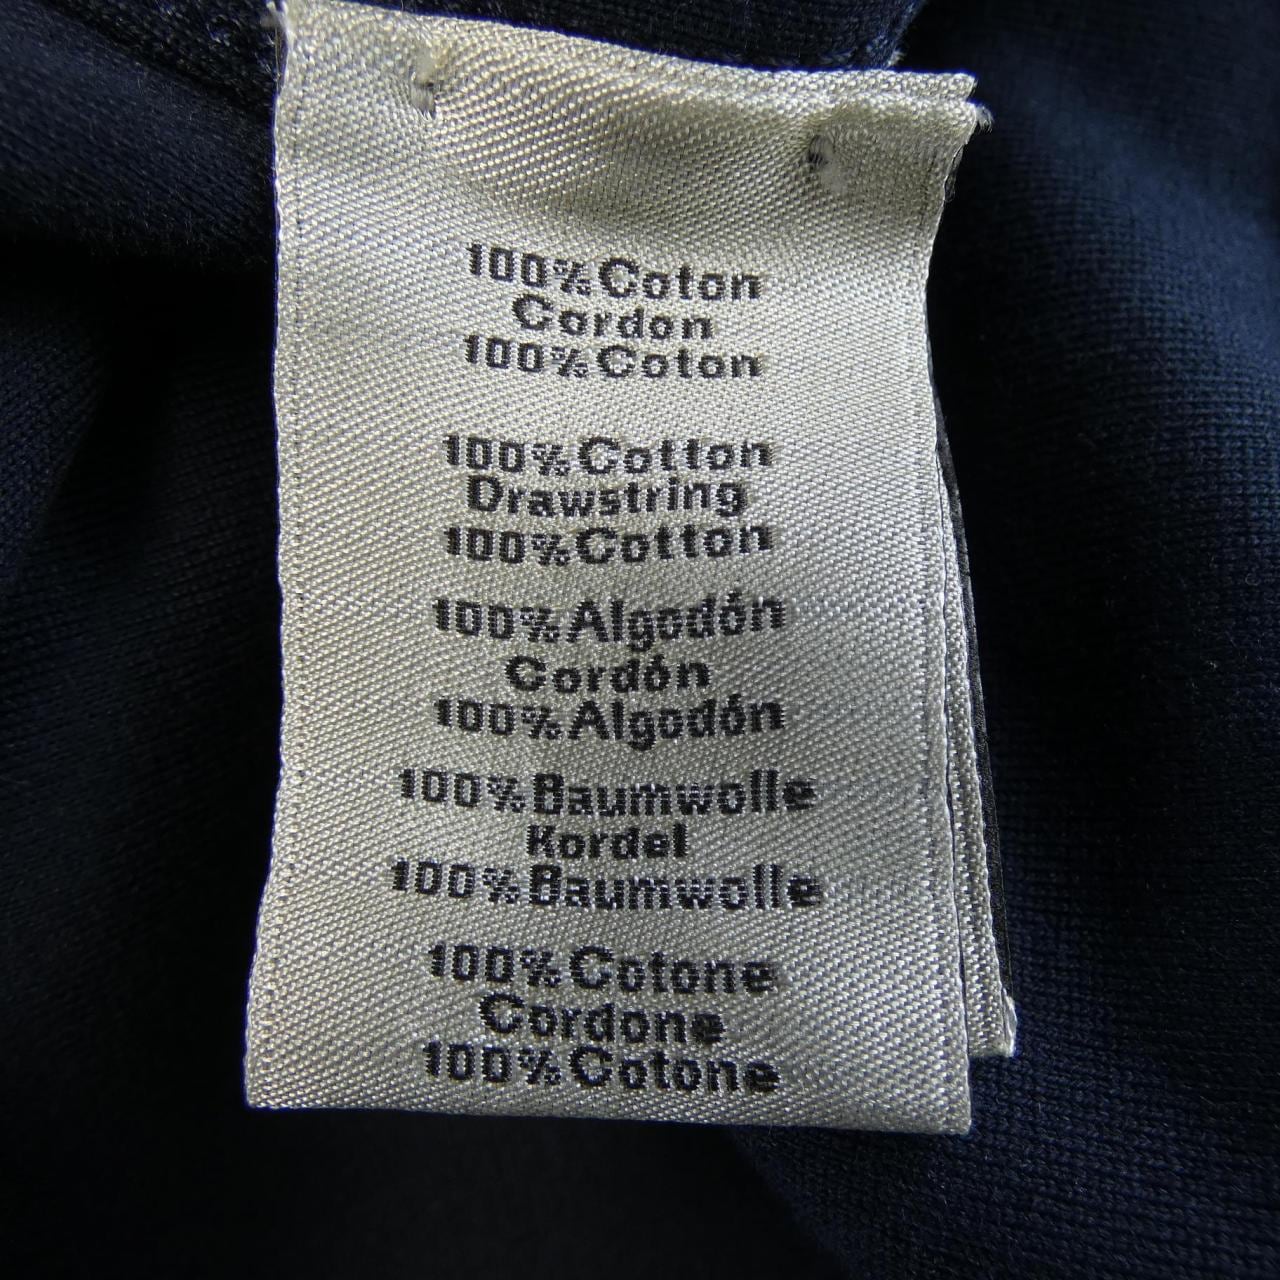 100%Coton
Cordon
100%Coton
100%Cotton
Drawstring
100%Cotton
100%Algodón
Cordón
100%Algodón
100%Baumwolle
Kordel
100%Baumwolle
100%Cotone
Cordone
100%Cotone